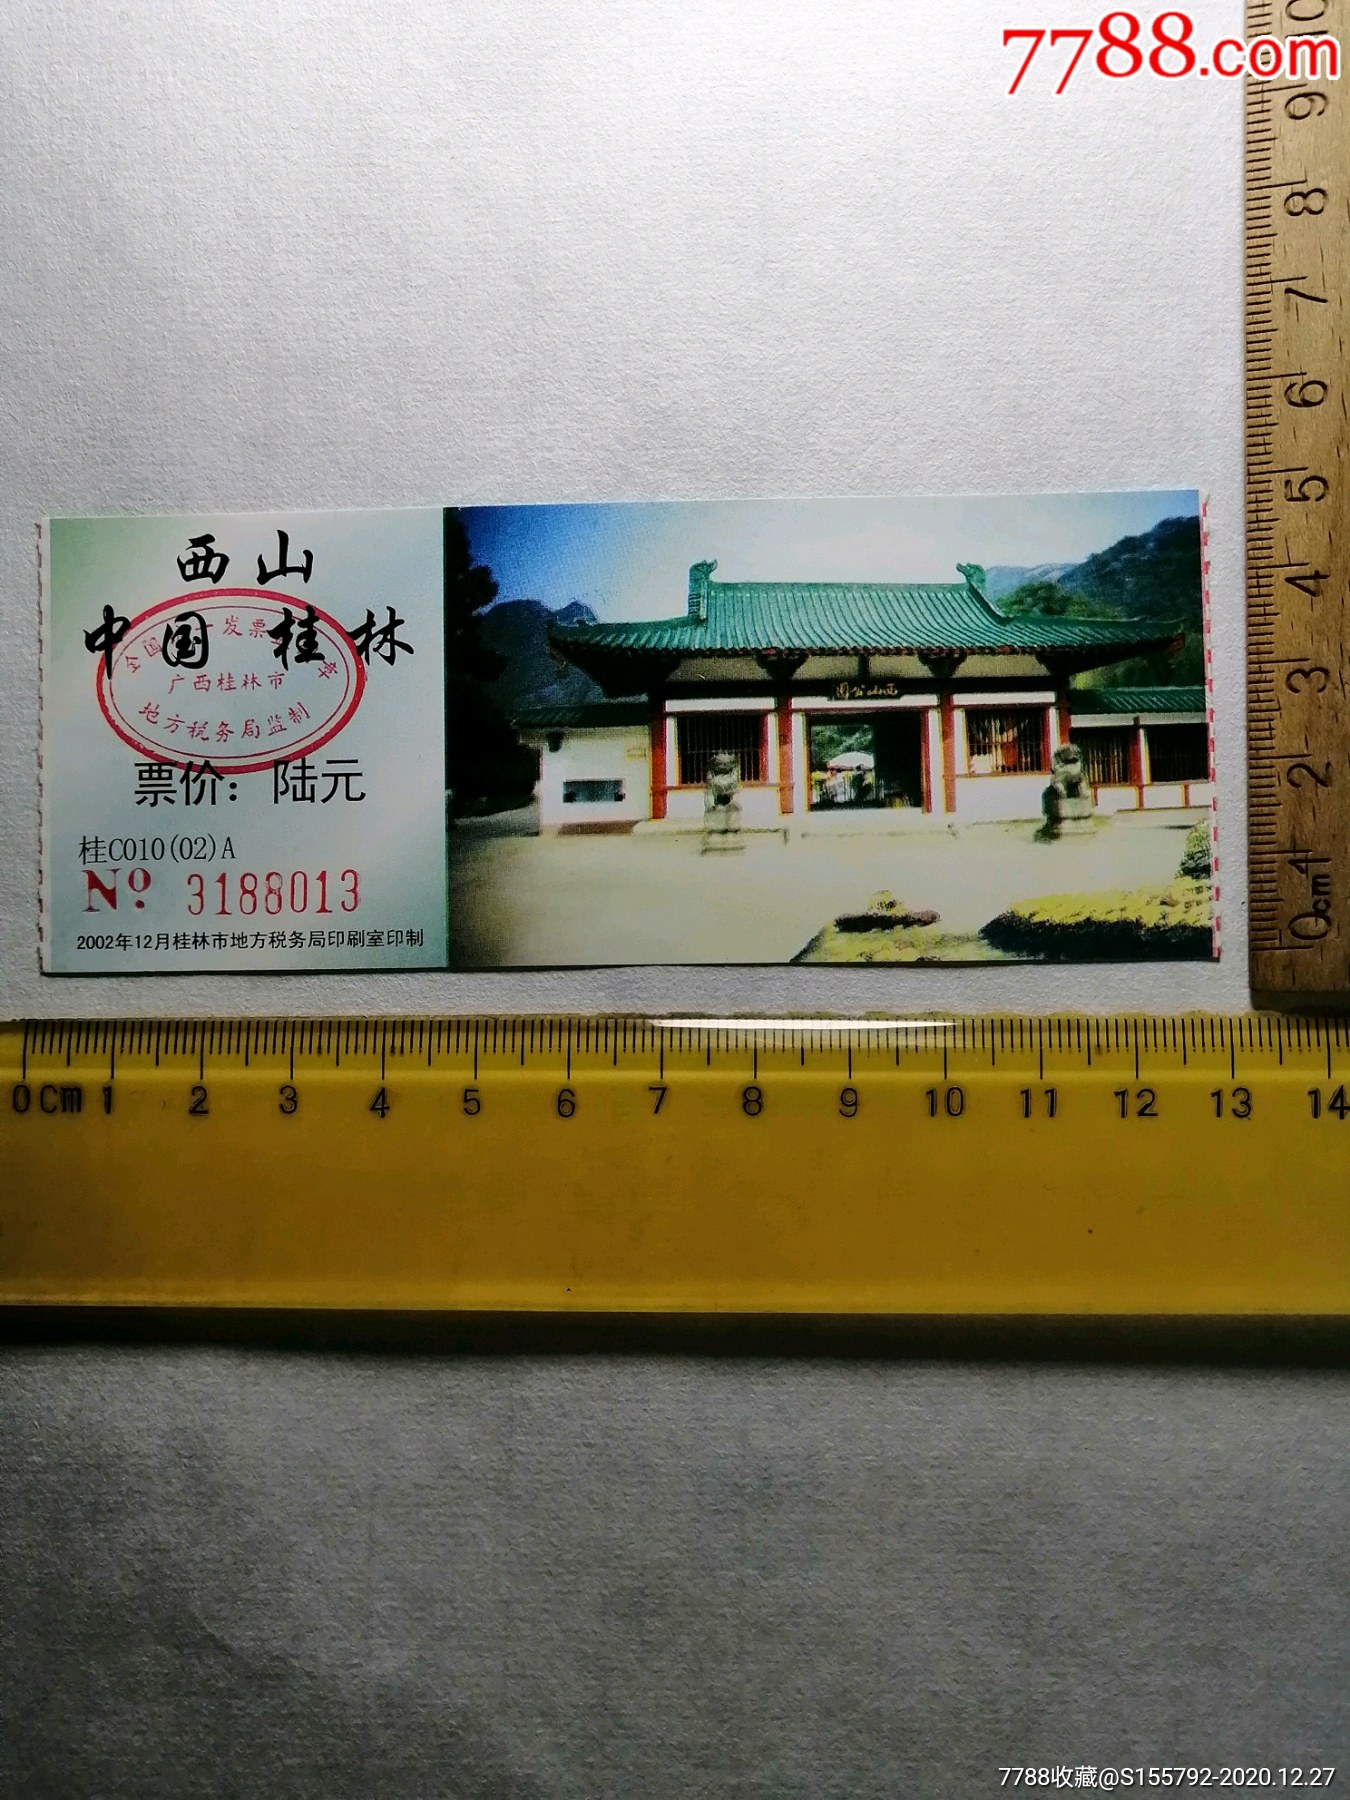 7788.com
西山
中国 桂林
全国 一发票 章
广西桂林市
地方税务局监制
票价：陆元
桂C010(02)A
Nº 3188013
2002年12月桂林市地方税务局印刷室印制
西山公园
10
9
8
7
6
5
4
3
2
1
0cm
0cm 1 2 3 4 5 6 7 8 9 10 11 12 13 14
7788收藏@S155792-2020.12.27